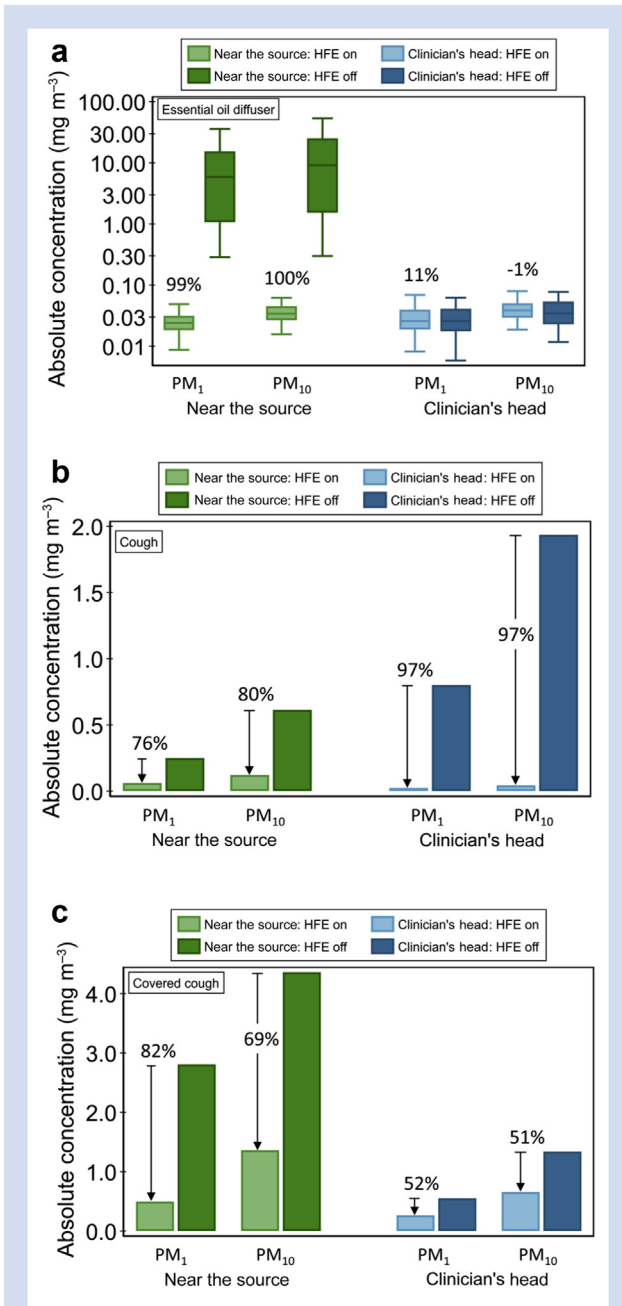 a
Near the source: HFE on Clinician's head: HFE on
Near the source: HFE off Clinician's head: HFE off
Absolute concentration (mg m⁻³)
100.00
30.00
10.00
3.00
1.00
0.30
0.10
0.03
0.01
Essential oil diffuser
99%
100%
11%
-1%
PM₁ PM₁₀ PM₁ PM₁₀
Near the source Clinician's head
b
Near the source: HFE on Clinician's head: HFE on
Near the source: HFE off Clinician's head: HFE off
Absolute concentration (mg m⁻³)
2.0
1.5
1.0
0.5
0.0
Cough
76%
80%
97%
97%
PM₁ PM₁₀ PM₁ PM₁₀
Near the source Clinician's head
c
Near the source: HFE on Clinician's head: HFE on
Near the source: HFE off Clinician's head: HFE off
Absolute concentration (mg m⁻³)
4.0
3.0
2.0
1.0
0.0
Covered cough
82%
69%
52%
51%
PM₁ PM₁₀ PM₁ PM₁₀
Near the source Clinician's head